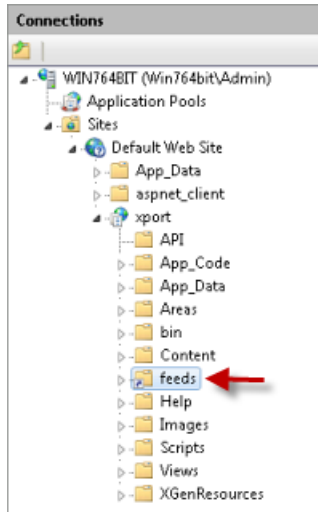 Connections
WIN764BIT (Win764bit\Admin)
Application Pools
Sites
Default Web Site
App_Data
aspnet_client
xport
API
App_Code
App_Data
Areas
bin
Content
feeds
Help
Images
Scripts
Views
XGenResources